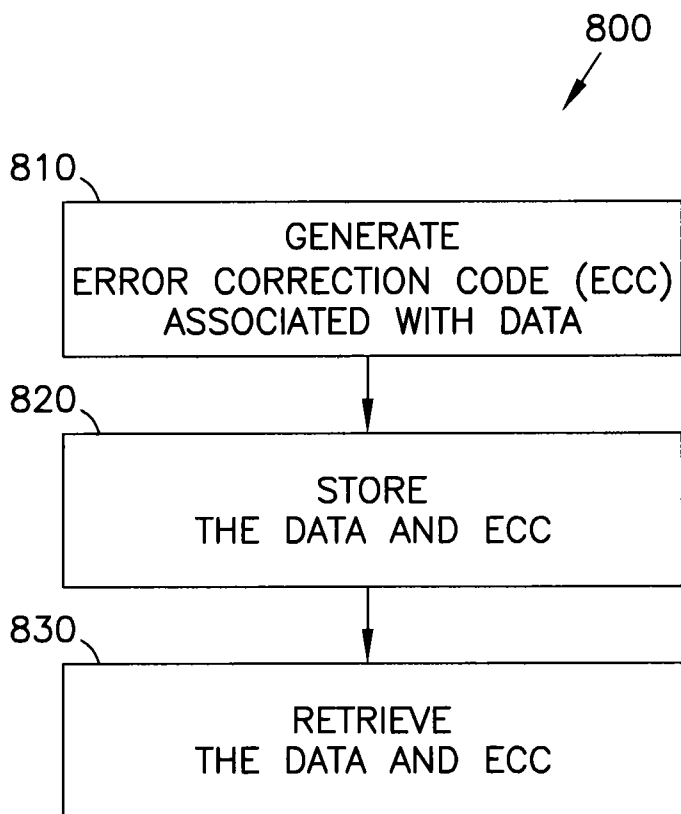 800
810
GENERATE
ERROR CORRECTION CODE (ECC)
ASSOCIATED WITH DATA
820
STORE
THE DATA AND ECC
830
RETRIEVE
THE DATA AND ECC